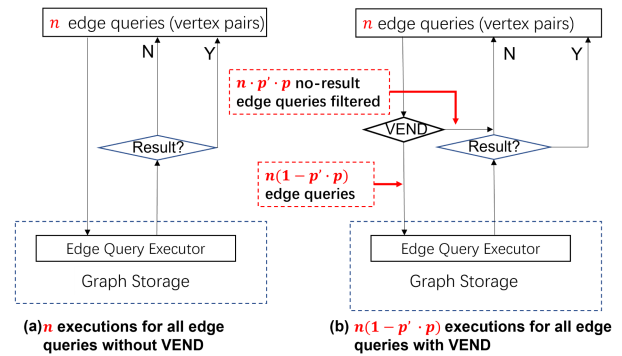 n edge queries (vertex pairs)
N
Y
Result?
Edge Query Executor
Graph Storage
(a) n executions for all edge
queries without VEND
n edge queries (vertex pairs)
N
Y
n · p' · p no-result
edge queries filtered
VEND
Result?
n(1 − p' · p)
edge queries
Edge Query Executor
Graph Storage
(b) n(1 − p' · p) executions for all edge
queries with VEND